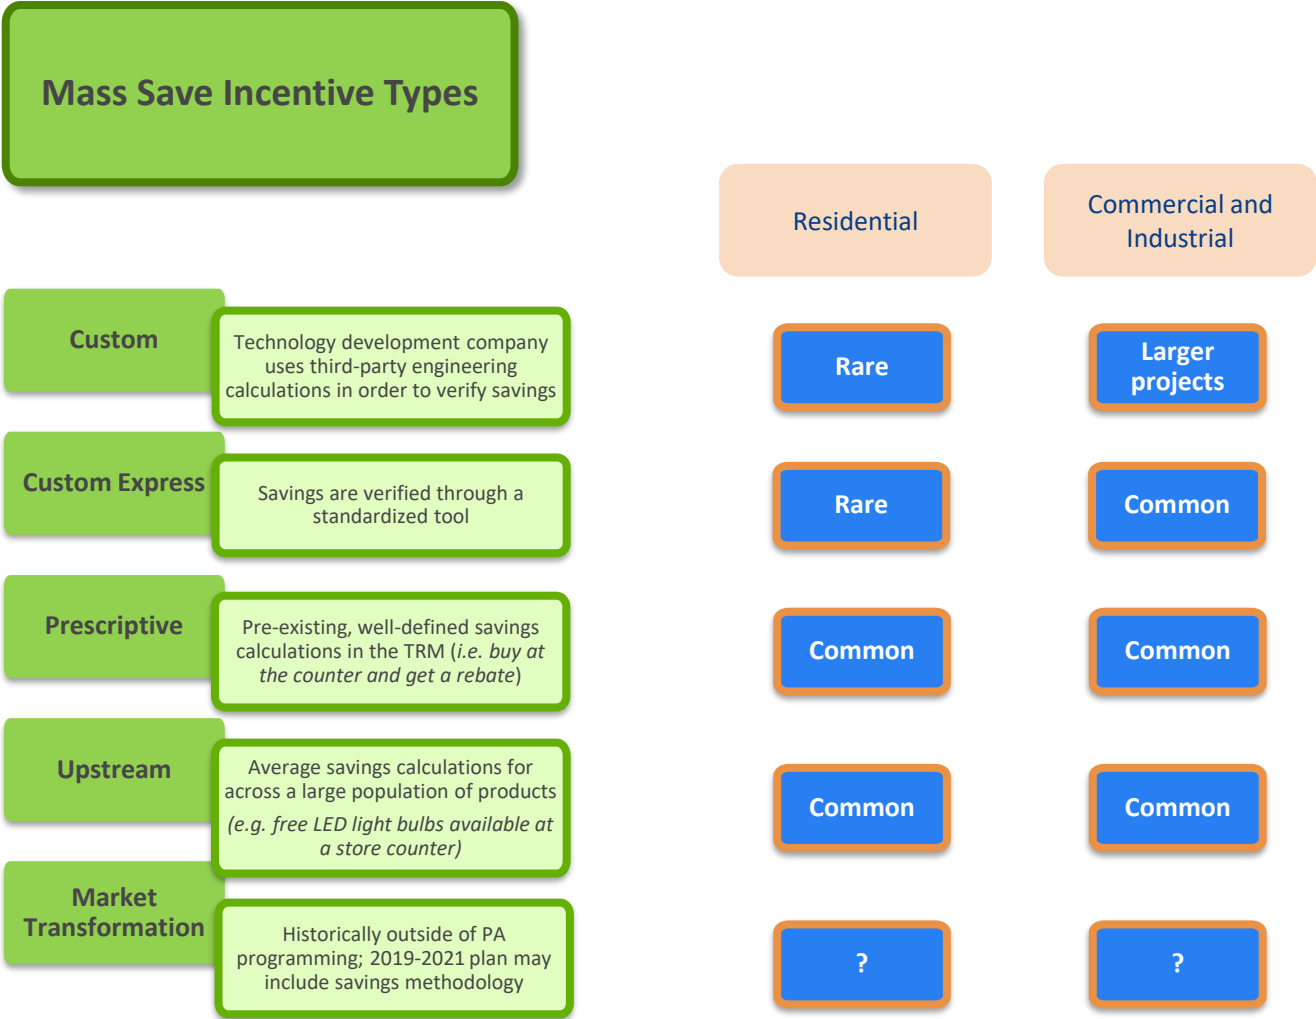 Mass Save Incentive Types
Residential
Commercial and
Industrial
Custom
Technology development company
uses third-party engineering
calculations in order to verify savings
Rare
Larger
projects
Custom Express
Savings are verified through a
standardized tool
Rare
Common
Prescriptive
Pre-existing, well-defined savings
calculations in the TRM (i.e. buy at
the counter and get a rebate)
Common
Common
Upstream
Average savings calculations for
across a large population of products
(e.g. free LED light bulbs available at
a store counter)
Common
Common
Market
Transformation
Historically outside of PA
programming; 2019-2021 plan may
include savings methodology
?
?